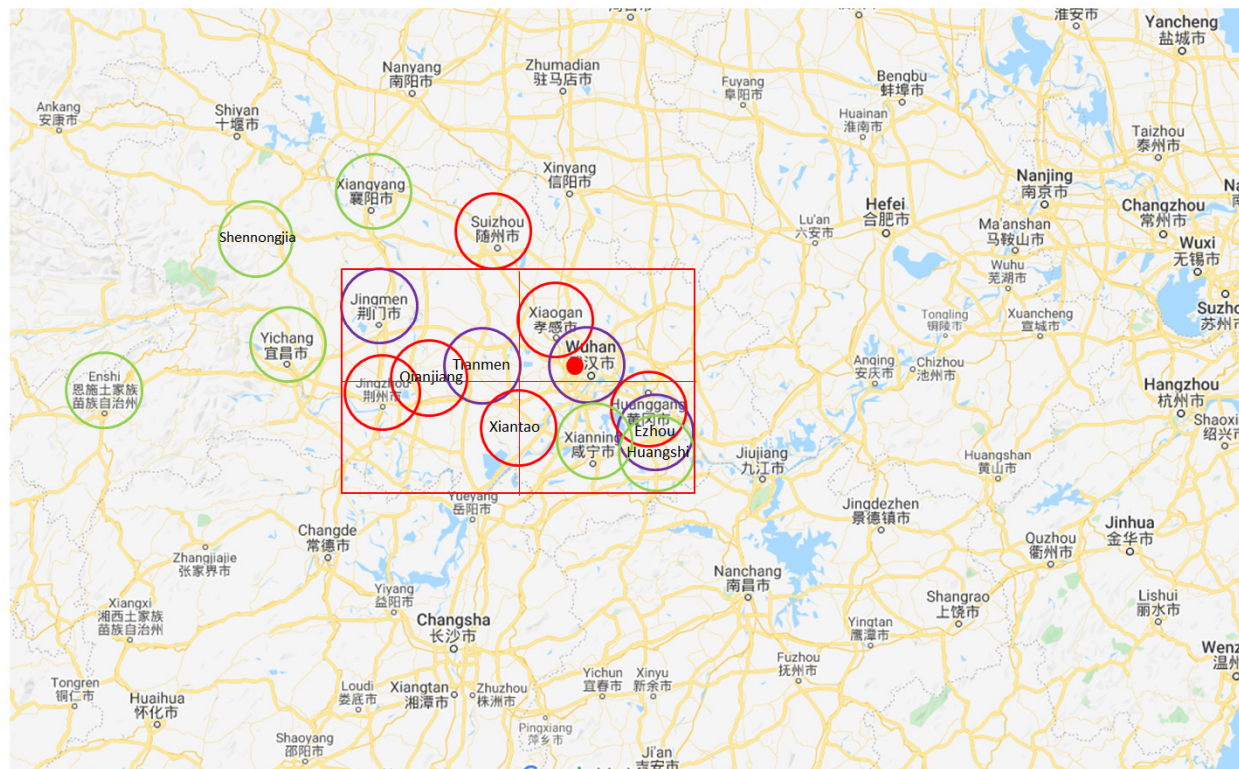 淮安市
Yancheng
盐城市
Nanyang
南阳市
Zhumadian
驻马店市
Fuyang
阜阳市
Bengbu
蚌埠市
Ankang
安康市
Shiyan
十堰市
Huainan
淮南市
Taizhou
泰州市
Xiangyang
襄阳市
Xinyang
信阳市
Nanjing
南京市
Hefei
合肥市
Changzhou
常州市
Suizhou
随州市
Lu'an
六安市
Ma'anshan
马鞍山市
Shennongjia
Wuxi
无锡市
Wuhu
芜湖市
Jingmen
荆门市
Xiaogan
孝感市
Tongling
铜陵市
Xuancheng
宣城市
Suzho
苏州市
Yichang
宜昌市
Wuhan
汉市
Tianmen
Anqing
安庆市
Chizhou
池州市
Enshi
恩施土家族
苗族自治州
Qianjiang
Jingzhou
荆州市
Hangzhou
杭州市
Huanggang
黄冈市
Shaoxi
绍兴市
Xiantao
Xianning
咸宁市
Ezhou
Huangshi
Jiujiang
九江市
Huangshan
黄山市
Yueyang
岳阳市
Jingdezhen
景德镇市
Changde
常德市
Jinhua
金华市
Quzhou
衢州市
Zhangjiajie
张家界市
Nanchang
南昌市
Yiyang
益阳市
Shangrao
上饶市
Lishui
丽水市
Xiangxi
湘西土家族
苗族自治州
Changsha
长沙市
Yingtan
鹰潭市
Wenz
温州
Fuzhou
抚州市
Tongren
铜仁市
Huaihua
怀化市
Loudi
娄底市
Xiangtan
湘潭市
Zhuzhou
株洲市
Yichun
宜春市
Xinyu
新余市
Pingxiang
萍乡市
Shaoyang
邵阳市
Ji'an
吉安市